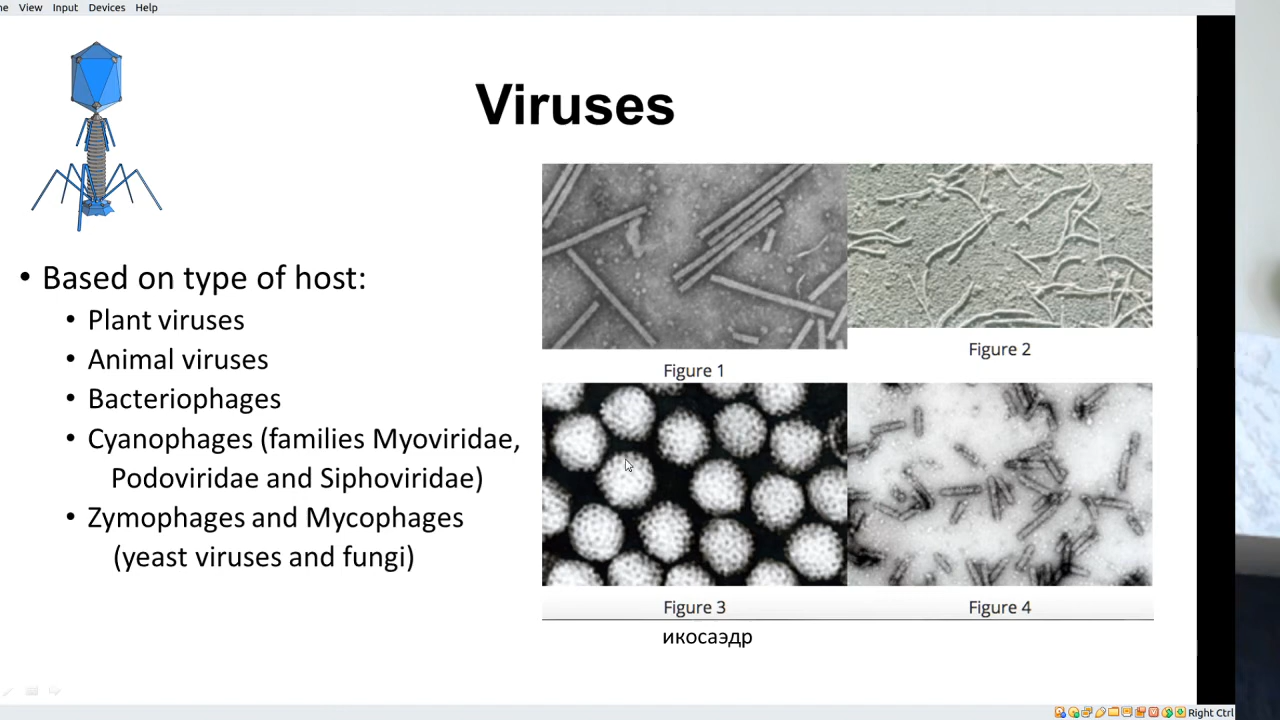 View Input Devices Help
Viruses
• Based on type of host:
• Plant viruses
• Animal viruses
• Bacteriophages
• Cyanophages (families Myoviridae,
Podoviridae and Siphoviridae)
• Zymophages and Mycophages
(yeast viruses and fungi)
Figure 1
Figure 2
Figure 3
Figure 4
икосаэдр
Right Ctrl